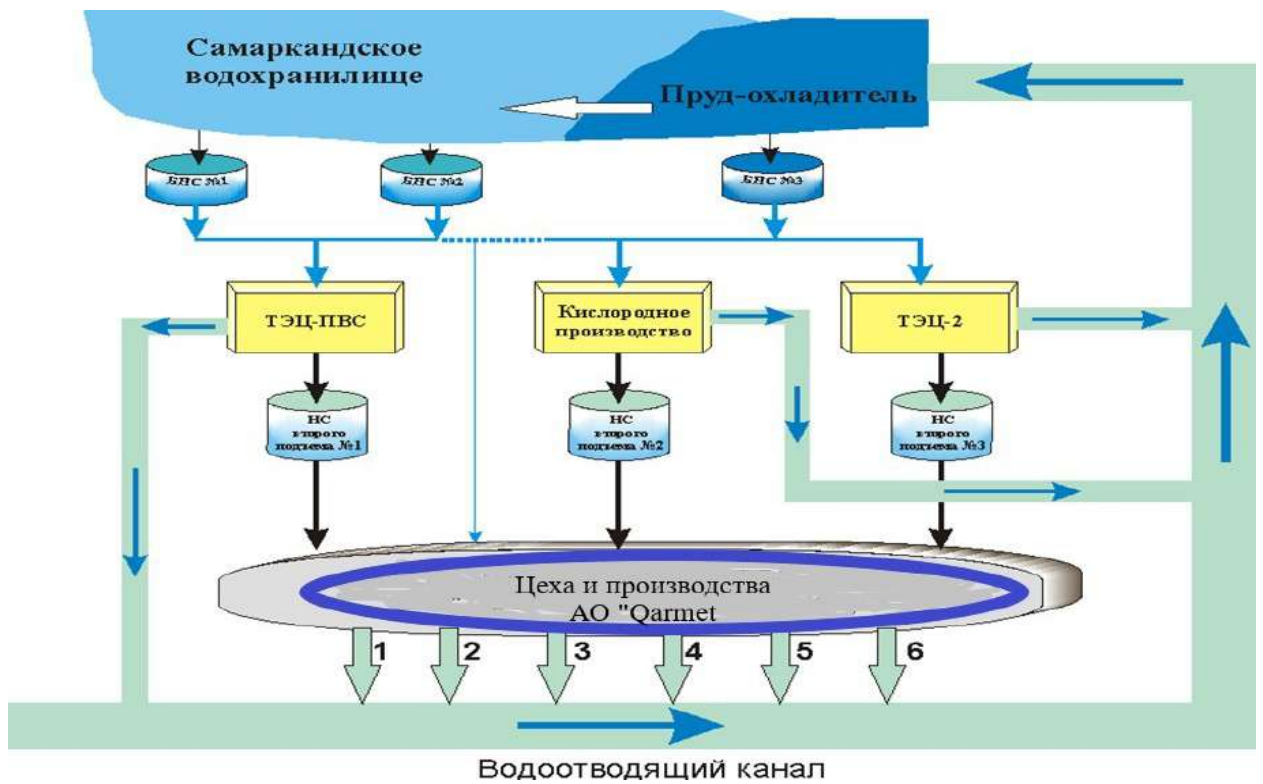 Самаркандское
водохранилище
Пруд-охладитель
БНС №1
БНС №2
БНС №3
ТЭЦ-ПВС
Кислородное
производство
ТЭЦ-2
НС
второго
подъема №1
НС
второго
подъема №2
НС
второго
подъема №3
Цеха и производства
АО "Qarmet
1
2
3
4
5
6
Водоотводящий канал